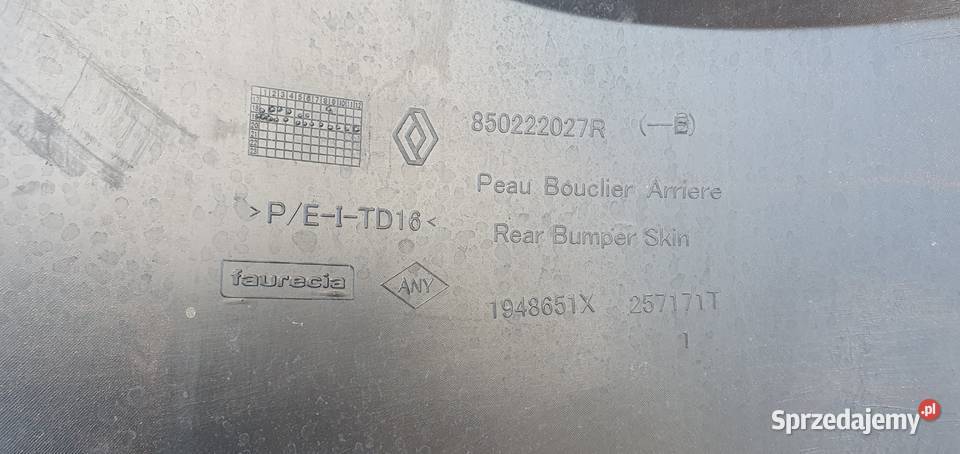 850222027R
Peau Bouclier Arriere
>P/E-I-TD16<
Rear Bumper Skin
faurecia
ANY
1948651X 257171T
1
Sprzedajemy.pl